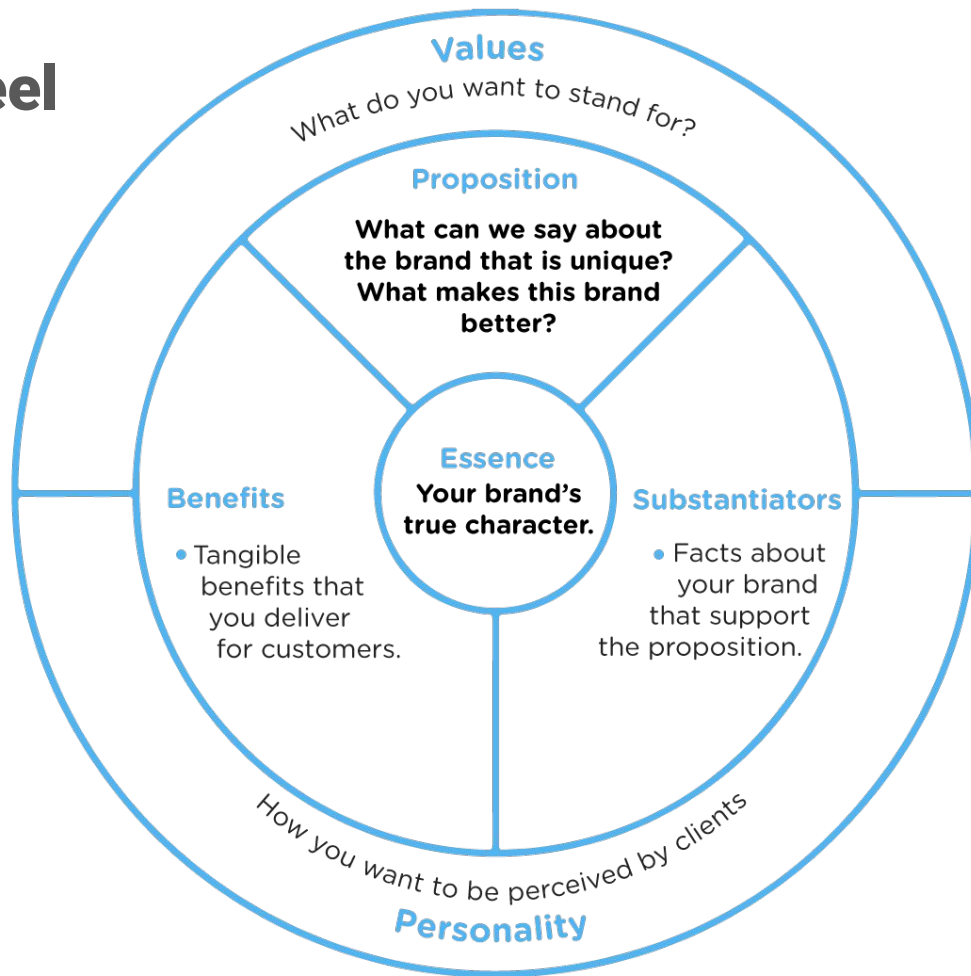 eel
Values
What do you want to stand for?
Proposition
What can we say about
the brand that is unique?
What makes this brand
better?
Essence
Your brand's
true character.
Benefits
• Tangible
benefits that
you deliver
for customers.
Substantiators
• Facts about
your brand
that support
the proposition.
How you want to be perceived by clients
Personality